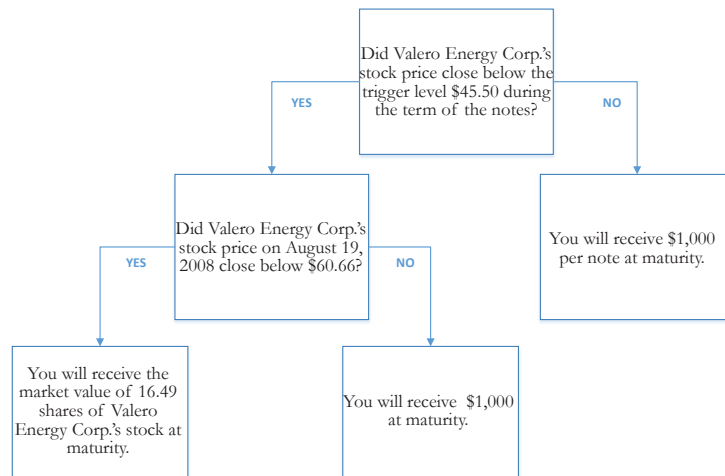 Did Valero Energy Corp.'s
stock price close below the
trigger level $45.50 during
the term of the notes?
YES
NO
Did Valero Energy Corp.'s
stock price on August 19,
2008 close below $60.66?
You will receive $1,000
per note at maturity.
YES
NO
You will receive the
market value of 16.49
shares of Valero
Energy Corp.'s stock at
maturity.
You will receive $1,000
at maturity.